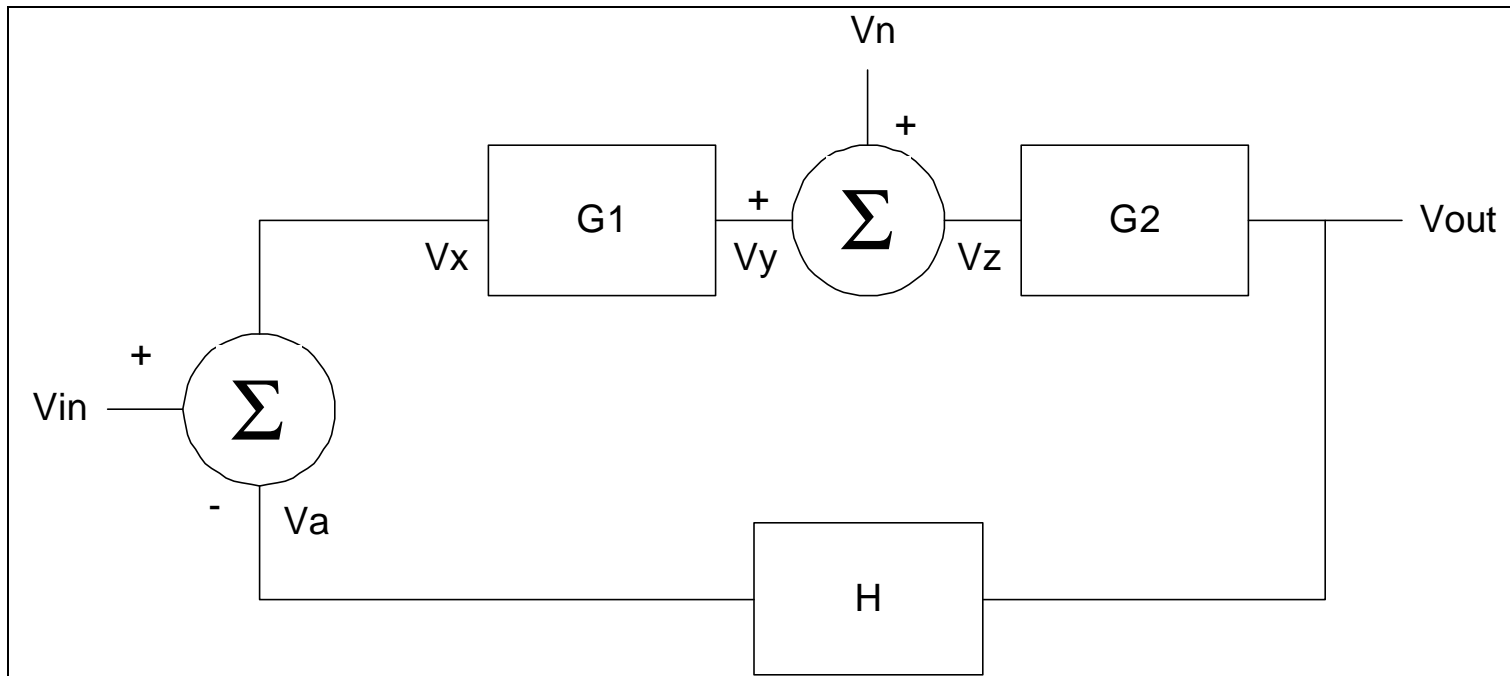 Vn
+
G1
+
Σ
G2
Vout
Vx
Vy
Vz
+
Vin
Σ
-
Va
H